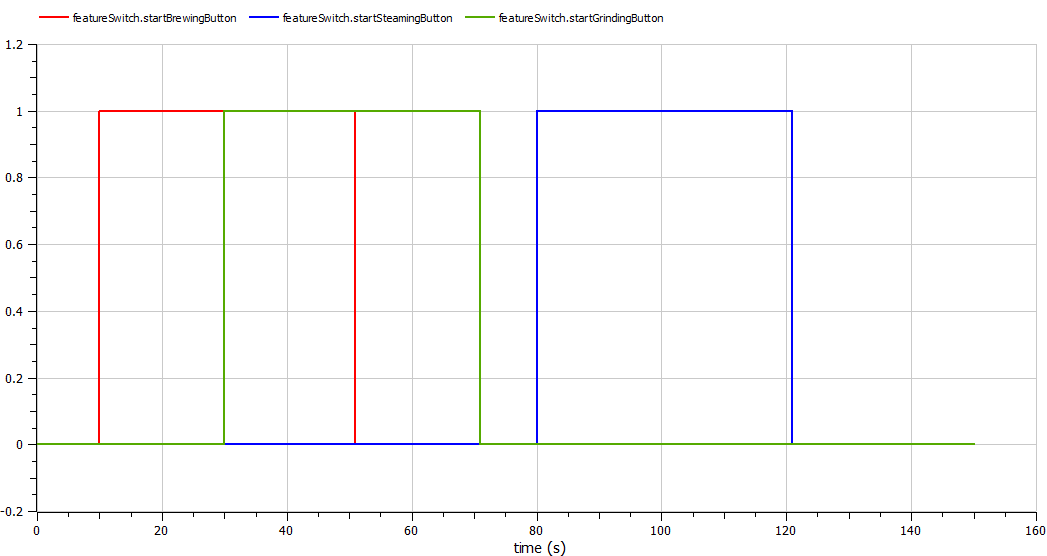 featureSwitch.startBrewingButton featureSwitch.startSteamingButton featureSwitch.startGrindingButton
1.2
1
0.8
0.6
0.4
0.2
0
-0.2
0 20 40 60 80 100 120 140 160
time (s)